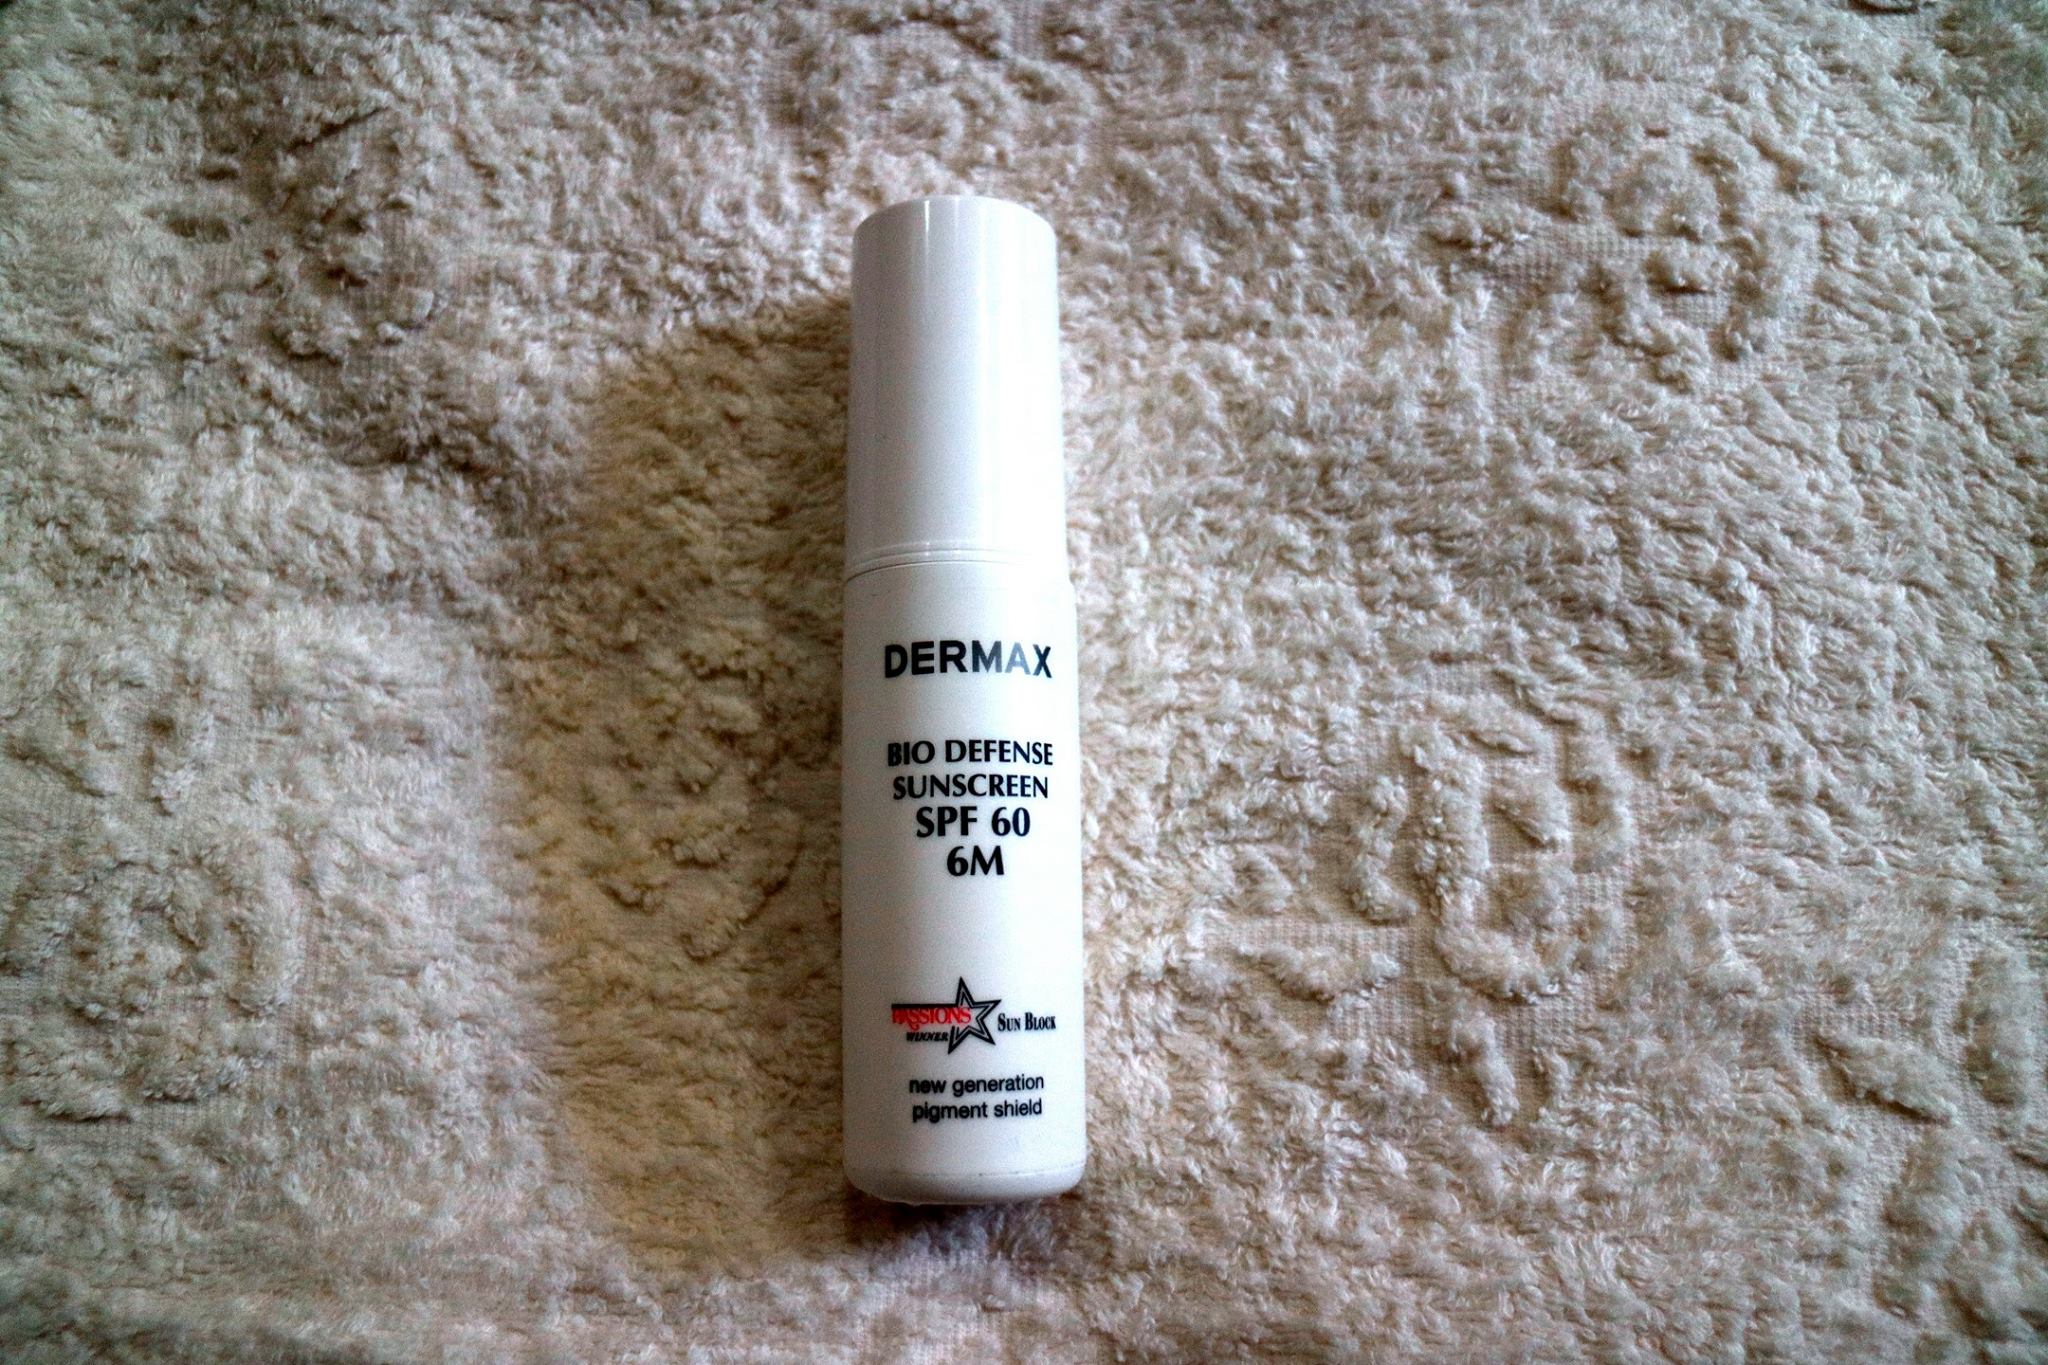 DERMAX
BIO DEFENSE
SUNSCREEN
SPF 60
6M
PASSIONS
WINNER
SUN BLOCK
new generation
pigment shield